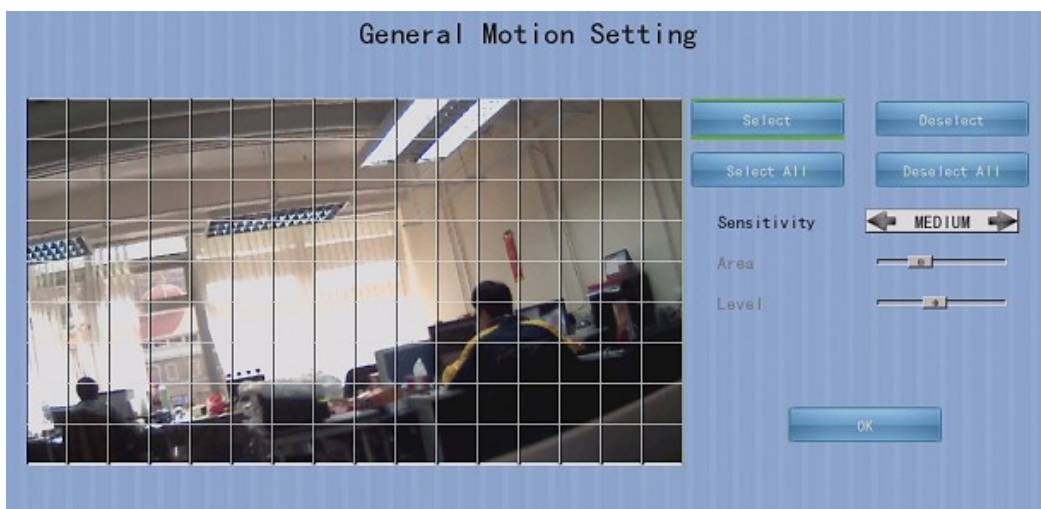 General Motion Setting
Select
Deselect
Select All
Deselect All
Sensitivity
MEDIUM
Area
Level
OK